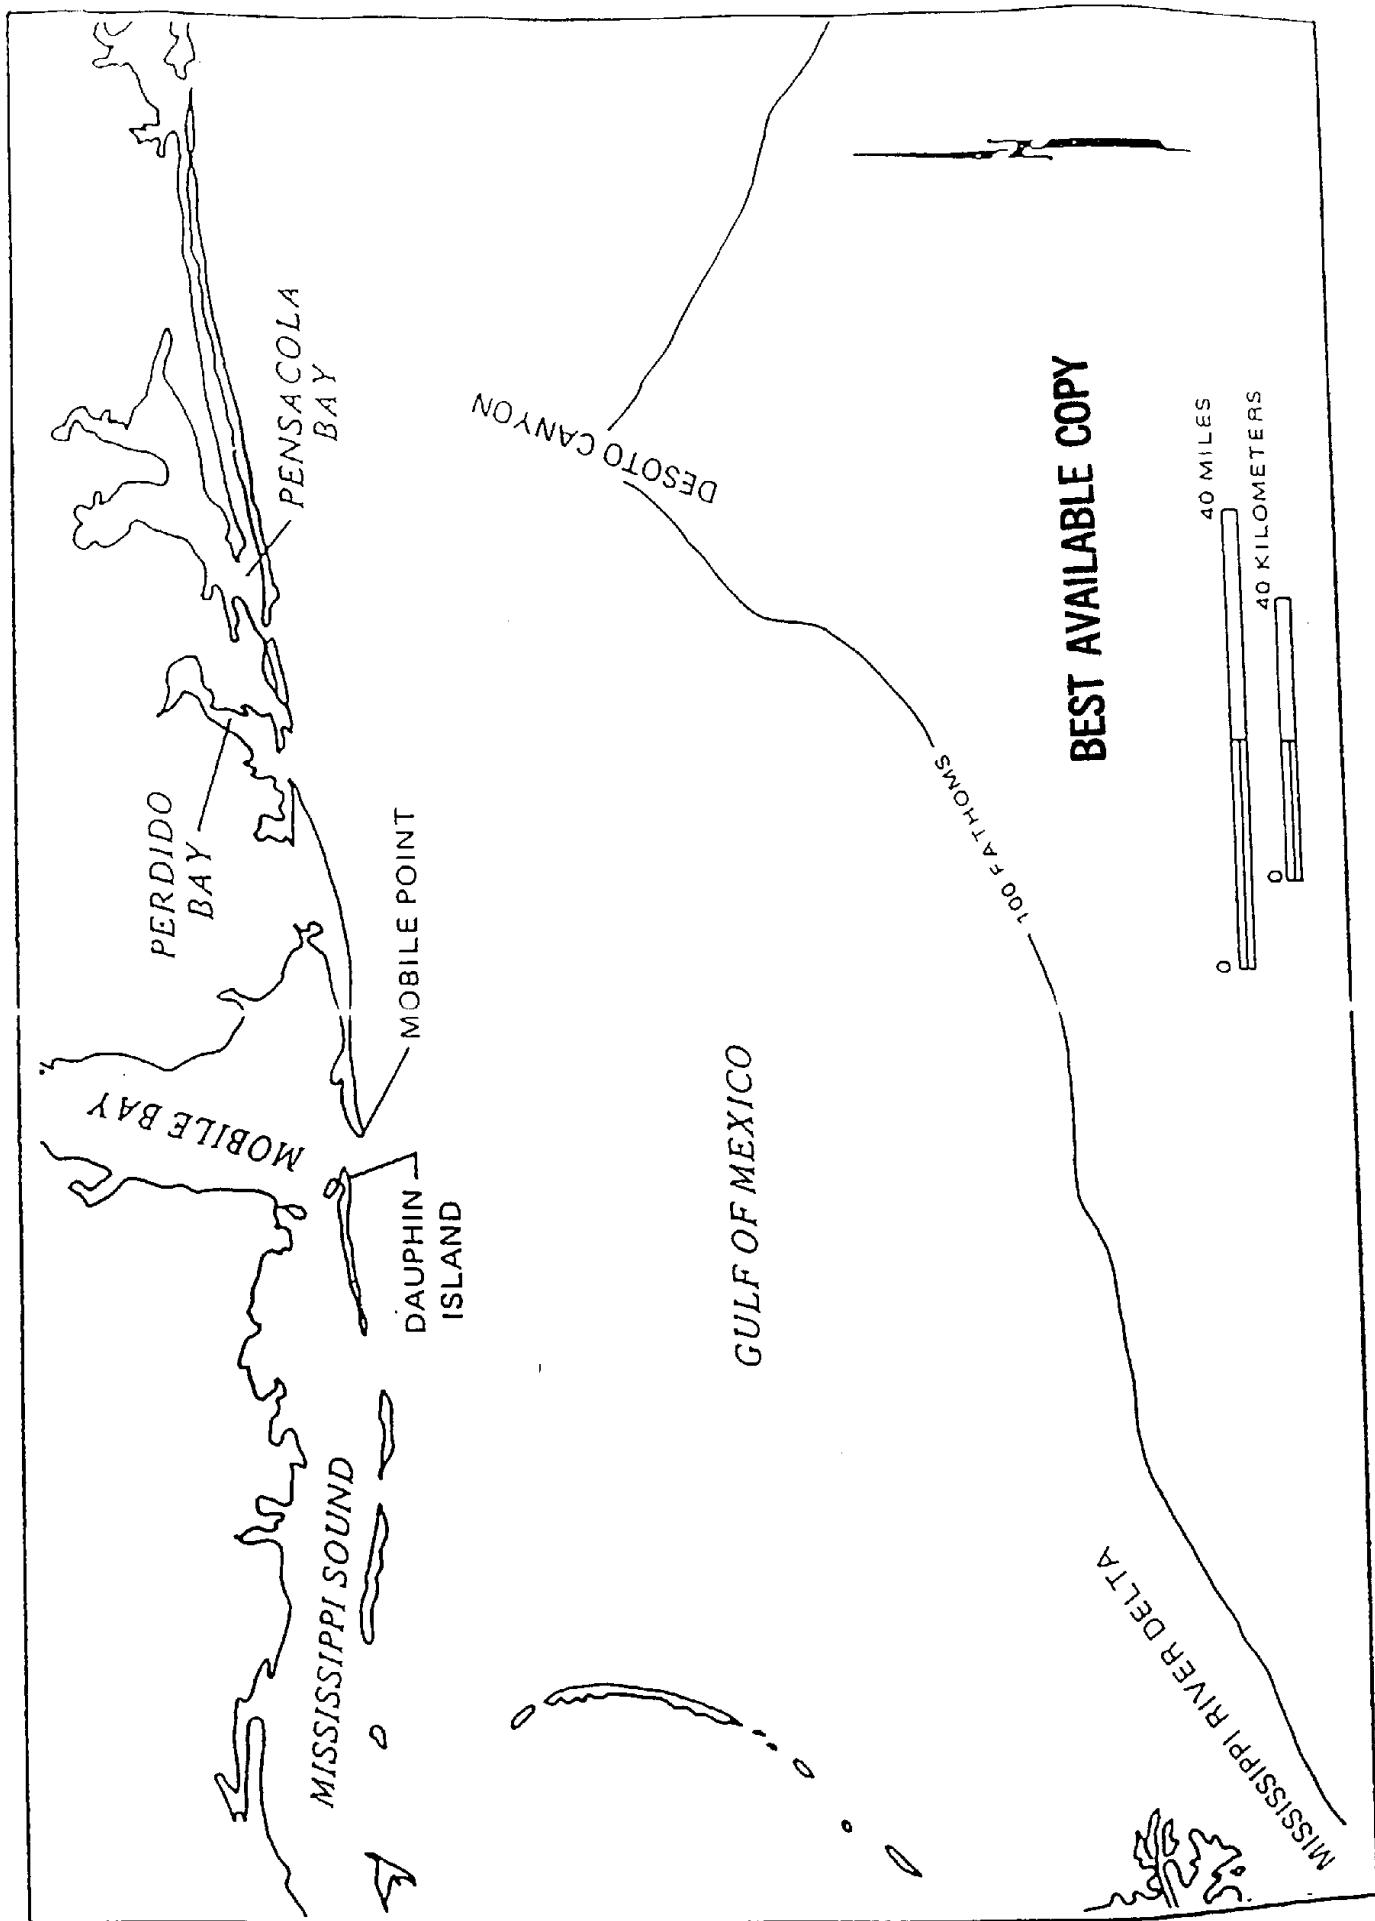 PENSACOLA
BAY
PERDIDO
BAY
MOBILE BAY
MOBILE POINT
DAUPHIN
ISLAND
MISSISSIPPI SOUND
DESOTO CANYON
GULF OF MEXICO
100 FATHOMS
MISSISSIPPI RIVER DELTA
BEST AVAILABLE COPY
0 40 MILES
0 40 KILOMETERS